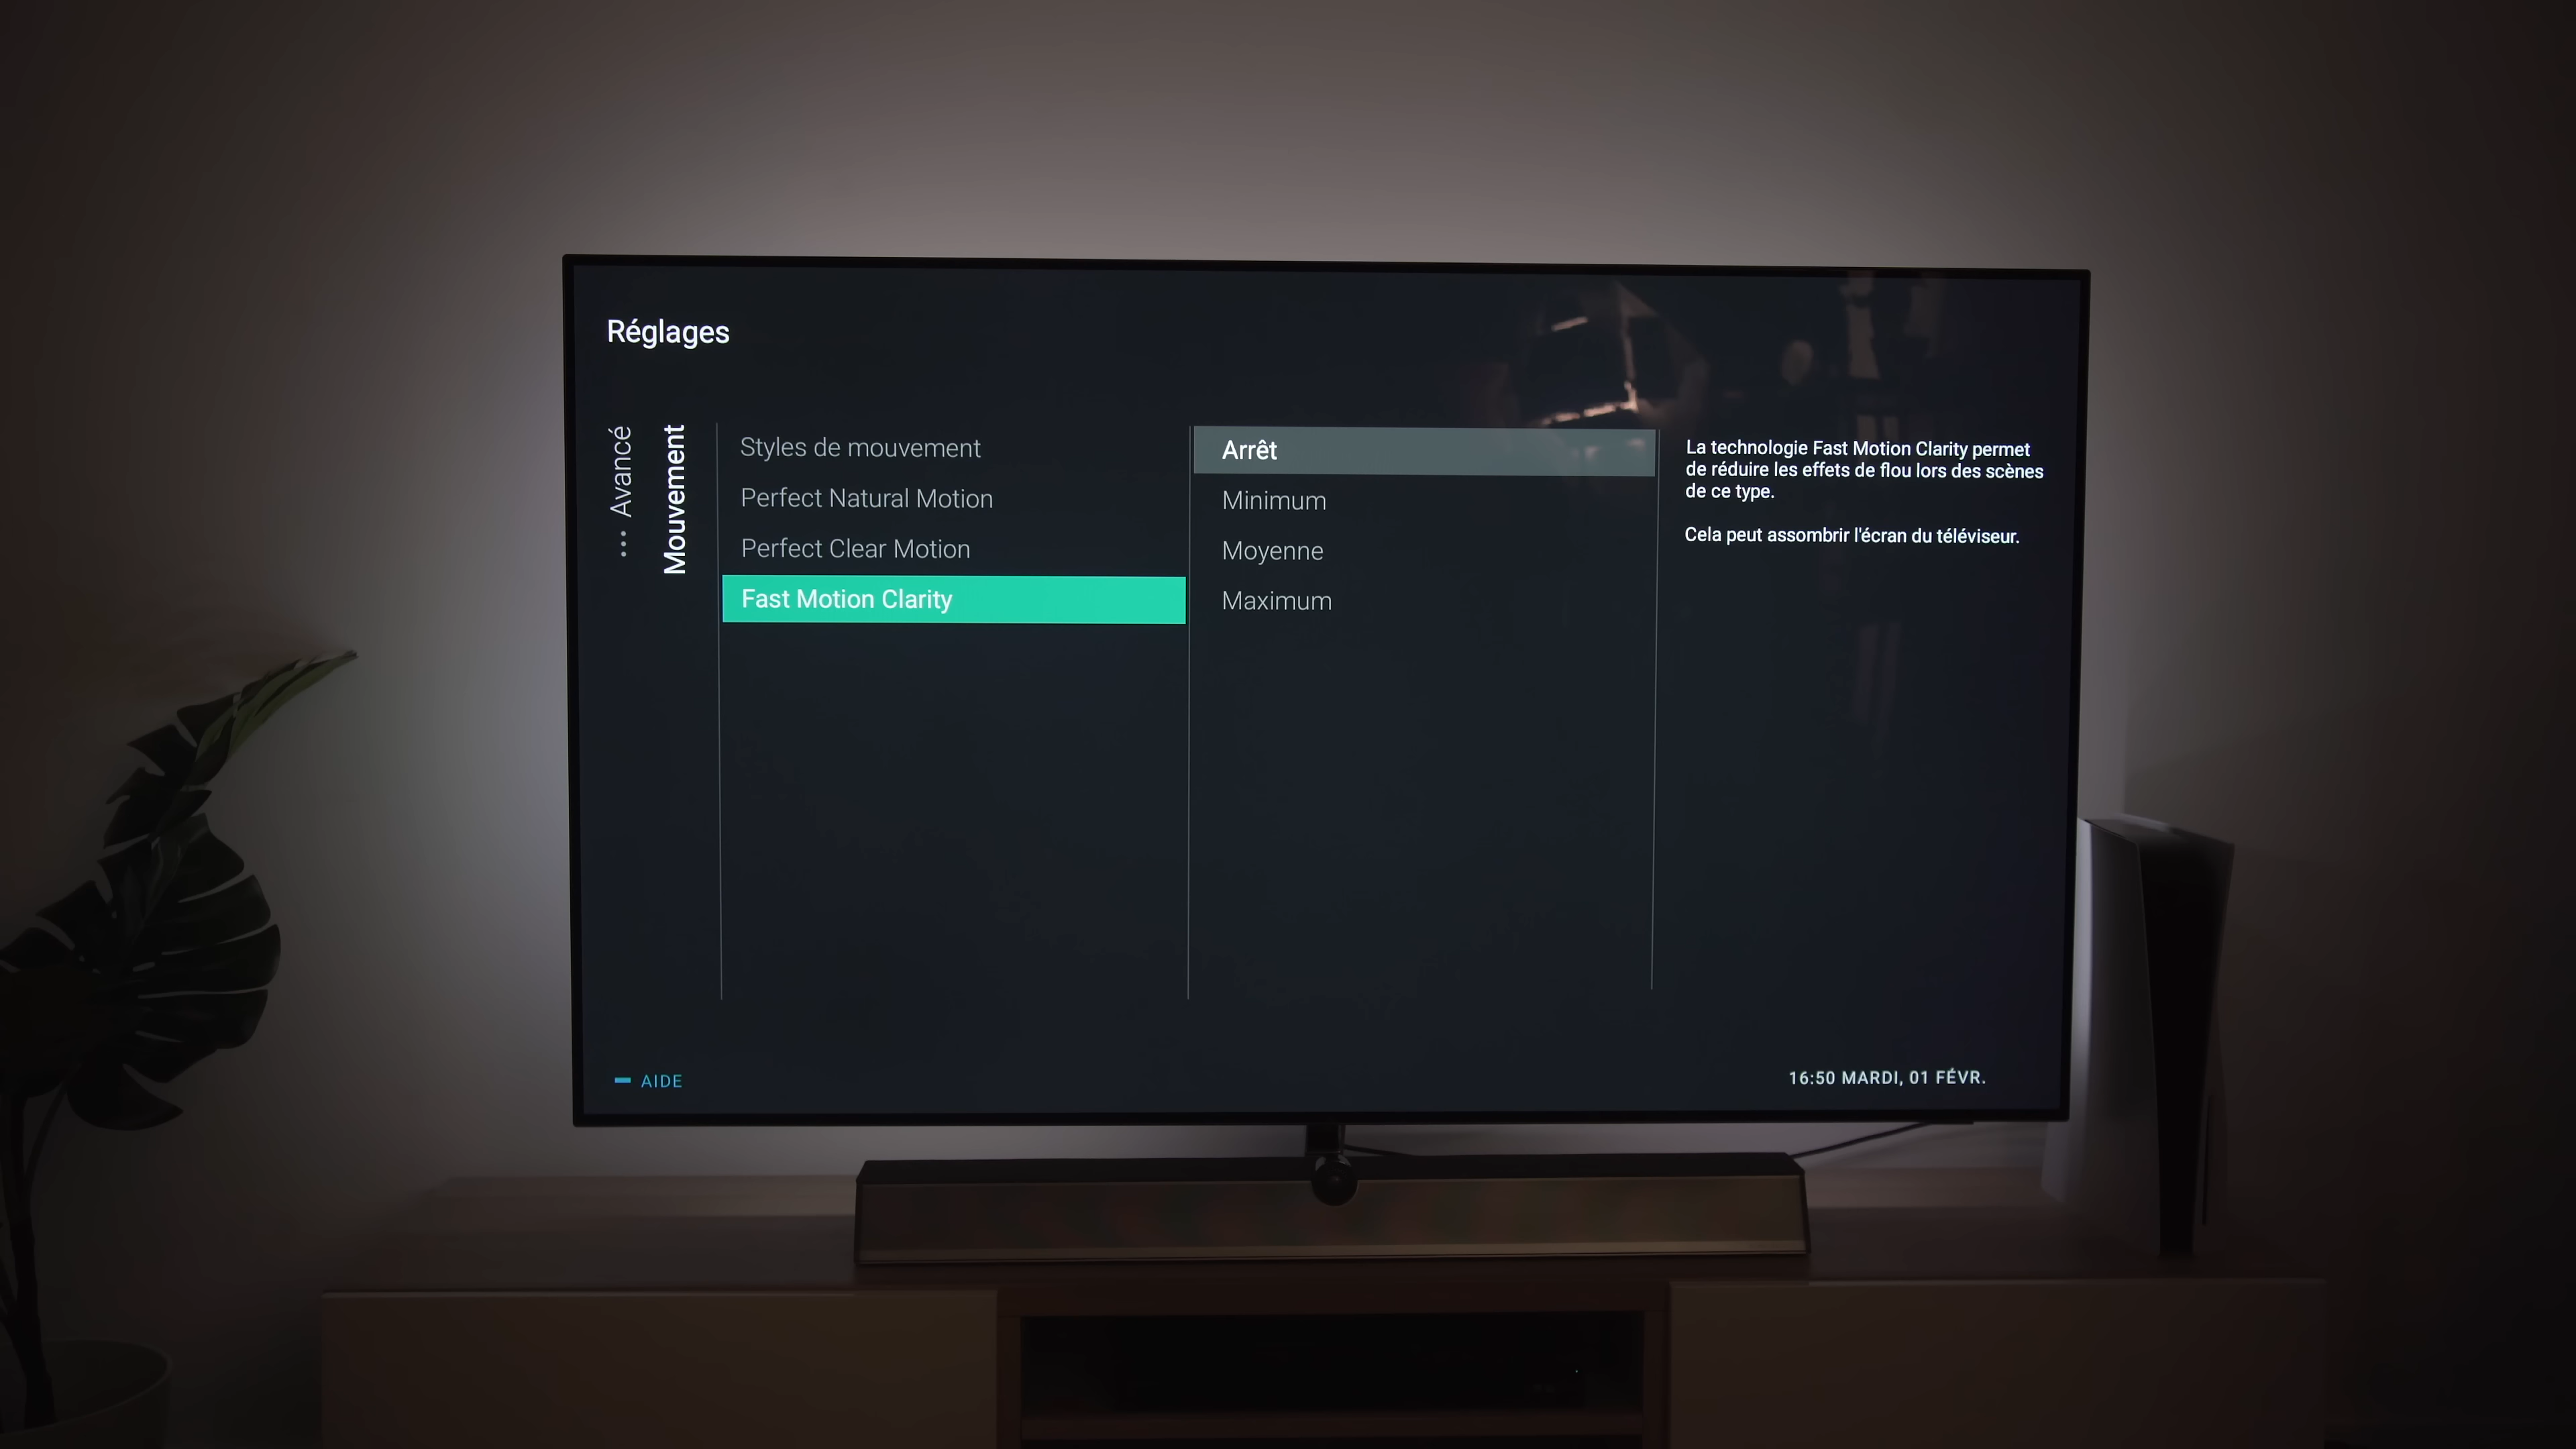 Réglages
... Avancé
Mouvement
Styles de mouvement
Perfect Natural Motion
Perfect Clear Motion
Fast Motion Clarity
Arrêt
Minimum
Moyenne
Maximum
La technologie Fast Motion Clarity permet
de réduire les effets de flou lors des scènes
de ce type.
Cela peut assombrir l'écran du téléviseur.
AIDE
16:50 MARDI, 01 FÉVR.